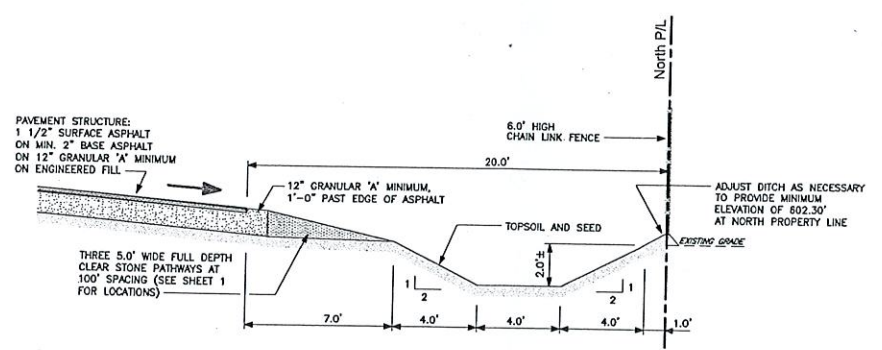 North P/L
PAVEMENT STRUCTURE:
1 1/2" SURFACE ASPHALT
ON MIN. 2" BASE ASPHALT
ON 12" GRANULAR 'A' MINIMUM
ON ENGINEERED FILL
6.0' HIGH
CHAIN LINK FENCE
20.0'
12" GRANULAR 'A' MINIMUM,
1'-0" PAST EDGE OF ASPHALT
ADJUST DITCH AS NECESSARY
TO PROVIDE MINIMUM
ELEVATION OF 602.30'
AT NORTH PROPERTY LINE
TOPSOIL AND SEED
EXISTING GRADE
THREE 5.0' WIDE FULL DEPTH
CLEAR STONE PATHWAYS AT
100' SPACING (SEE SHEET 1
FOR LOCATIONS)
2.0'±
1
2
1
2
7.0'
4.0'
4.0'
4.0'
1.0'